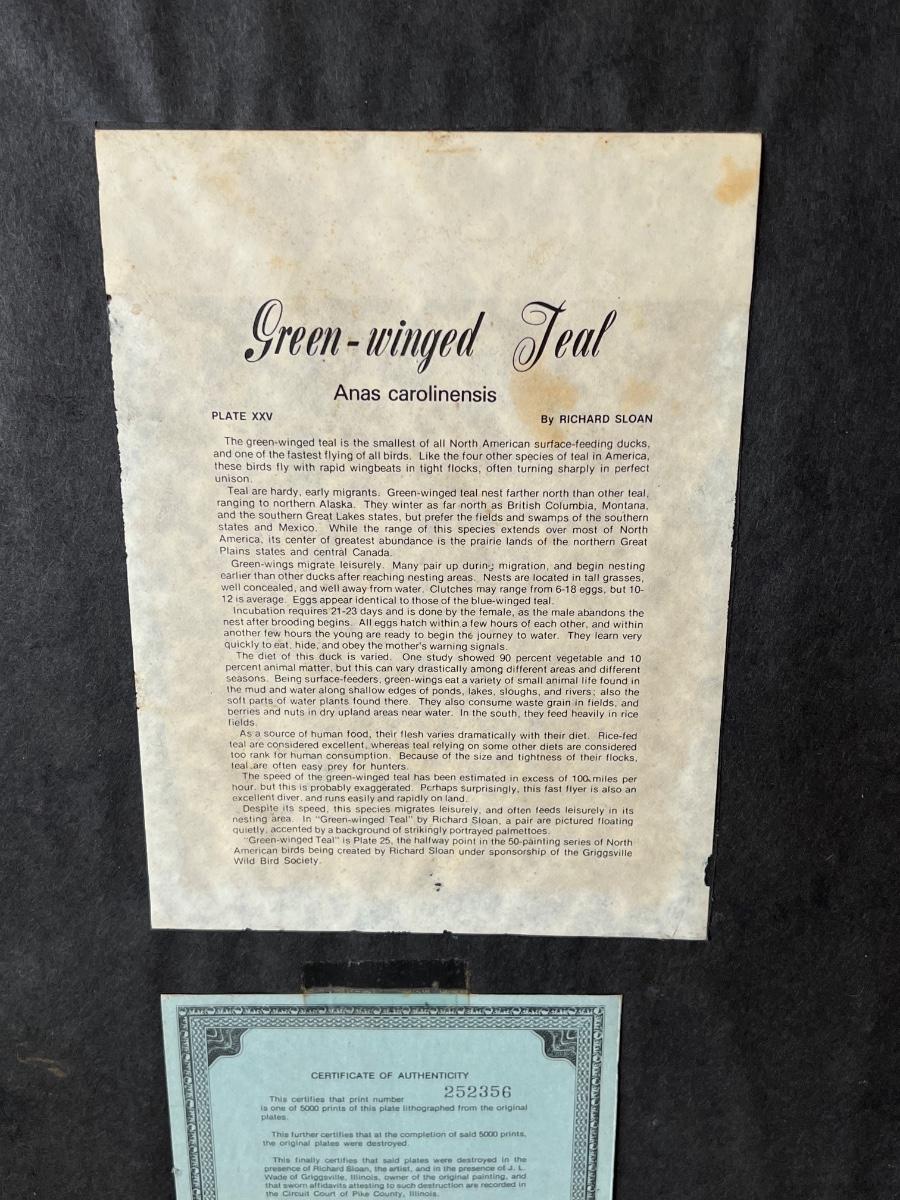 Green-winged Teal
Anas carolinensis
PLATE XXV By RICHARD SLOAN
The green-winged teal is the smallest of all North American surface-feeding ducks,
and one of the fastest flying of all birds. Like the four other species of teal in America,
these birds fly with rapid wingbeats in tight flocks, often turning sharply in perfect
unison.
Teal are hardy, early migrants. Green-winged teal nest farther north than other teal,
ranging to northern Alaska. They winter as far north as British Columbia, Montana,
and the southern Great Lakes states, but prefer the fields and swamps of the southern
states and Mexico. While the range of this species extends over most of North
America, its center of greatest abundance is the prairie lands of the northern Great
Plains states and central Canada.
Green-wings migrate leisurely. Many pair up during migration, and begin nesting
earlier than other ducks after reaching nesting areas. Nests are located in tall grasses,
well concealed, and well away from water. Clutches may range from 6-18 eggs, but 10-
12 is average. Eggs appear identical to those of the blue-winged teal.
Incubation requires 21-23 days and is done by the female, as the male abandons the
nest after brooding begins. All eggs hatch within a few hours of each other, and within
another few hours the young are ready to begin the journey to water. They learn very
quickly to eat, hide, and obey the mother's warning signals.
The diet of this duck is varied. One study showed 90 percent vegetable and 10
percent animal matter, but this can vary drastically among different areas and different
seasons. Being surface-feeders, green-wings eat a variety of small animal life found in
the mud and water along shallow edges of ponds, lakes, sloughs, and rivers; also the
soft parts of water plants found there. They also consume waste grain in fields, and
berries and nuts in dry upland areas near water. In the south, they feed heavily in rice
fields.
As a source of human food, their flesh varies dramatically with their diet. Rice-fed
teal are considered excellent, whereas teal relying on some other diets are considered
too rank for human consumption. Because of the size and tightness of their flocks,
teal are often easy prey for hunters.
The speed of the green-winged teal has been estimated in excess of 100 miles per
hour, but this is probably exaggerated. Perhaps surprisingly, this fast flyer is also an
excellent diver, and runs easily and rapidly on land.
Despite its speed, this species migrates leisurely, and often feeds leisurely in its
nesting area. In "Green-winged Teal" by Richard Sloan, a pair are pictured floating
quietly, accented by a background of strikingly portrayed palmettoes.
"Green-winged Teal" is Plate 25, the halfway point in the 50-painting series of North
American birds being created by Richard Sloan under sponsorship of the Griggsville
Wild Bird Society.
CERTIFICATE OF AUTHENTICITY
This certifies that print number 252356
is one of 5000 prints of this plate lithographed from the original
plates.
This further certifies that at the completion of said 5000 prints,
the original plates were destroyed.
This finally certifies that said plates were destroyed in the
presence of Richard Sloan, the artist, and in the presence of J. L.
Wade of Griggsville, Illinois, owner of the original painting, and
that sworn affidavits attesting to such destruction are recorded in
the Circuit Court of Pike County, Illinois.